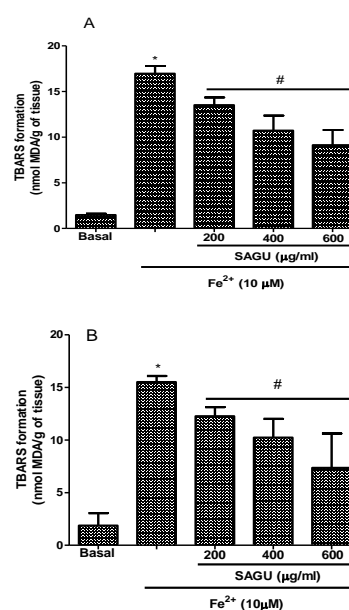 A
TBARS formation
(nmol MDA/g of tissue)
20
15
10
5
0
*
#
Basal
200
400
600
SAGU (µg/ml)
Fe²⁺ (10 µM)
B
TBARS formation
(nmol MDA/g of tissue)
20
15
10
5
0
*
#
Basal
200
400
600
SAGU (µg/ml)
Fe²⁺ (10µM)